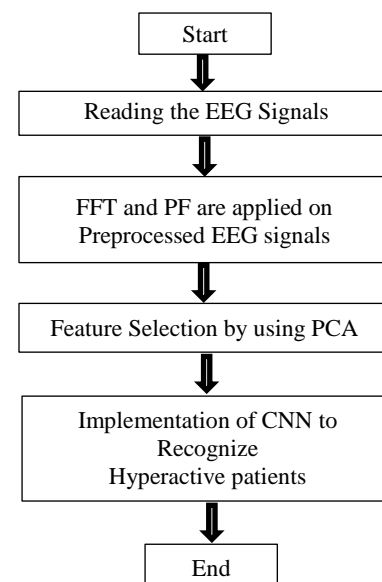 Start
Reading the EEG Signals
FFT and PF are applied on
Preprocessed EEG signals
Feature Selection by using PCA
Implementation of CNN to
Recognize
Hyperactive patients
End